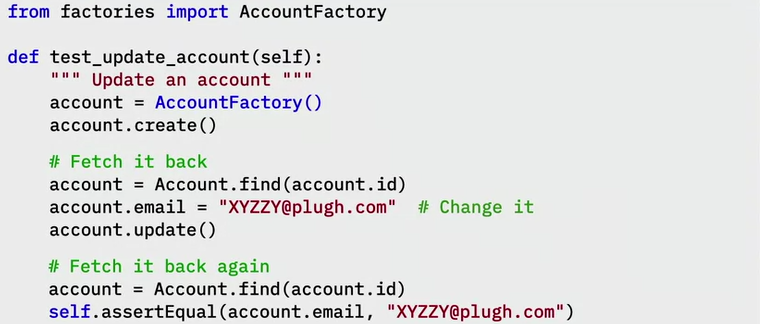 from factories import AccountFactory
def test_update_account(self):
""" Update an account """
account = AccountFactory()
account.create()
# Fetch it back
account = Account.find(account.id)
account.email = "XYZZY@plugh.com"  # Change it
account.update()
# Fetch it back again
account = Account.find(account.id)
self.assertEqual(account.email, "XYZZY@plugh.com")